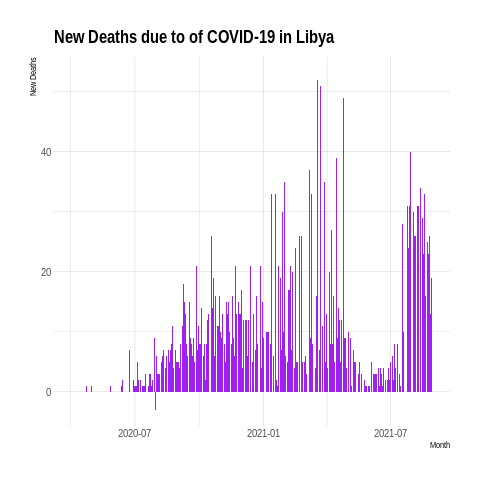 New Deaths due to of COVID-19 in Libya
New Deaths
40
20
0
2020-07
2021-01
2021-07
Month